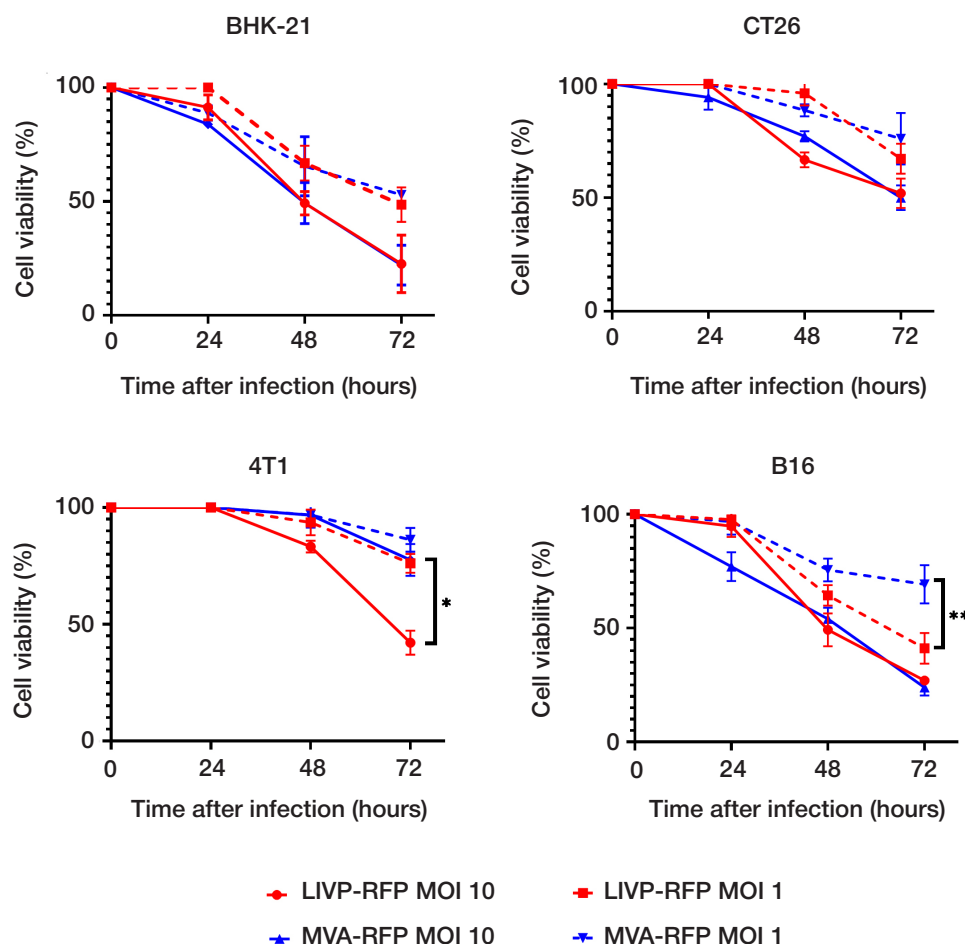 BHK-21
CT26
Cell viability (%)
100
50
0
0 24 48 72
Time after infection (hours)
Cell viability (%)
100
50
0
0 24 48 72
Time after infection (hours)
4T1
B16
Cell viability (%)
100
50
0
0 24 48 72
*
Time after infection (hours)
Cell viability (%)
100
50
0
0 24 48 72
**
Time after infection (hours)
LIVP-RFP MOI 10
LIVP-RFP MOI 1
MVA-RFP MOI 10
MVA-RFP MOI 1